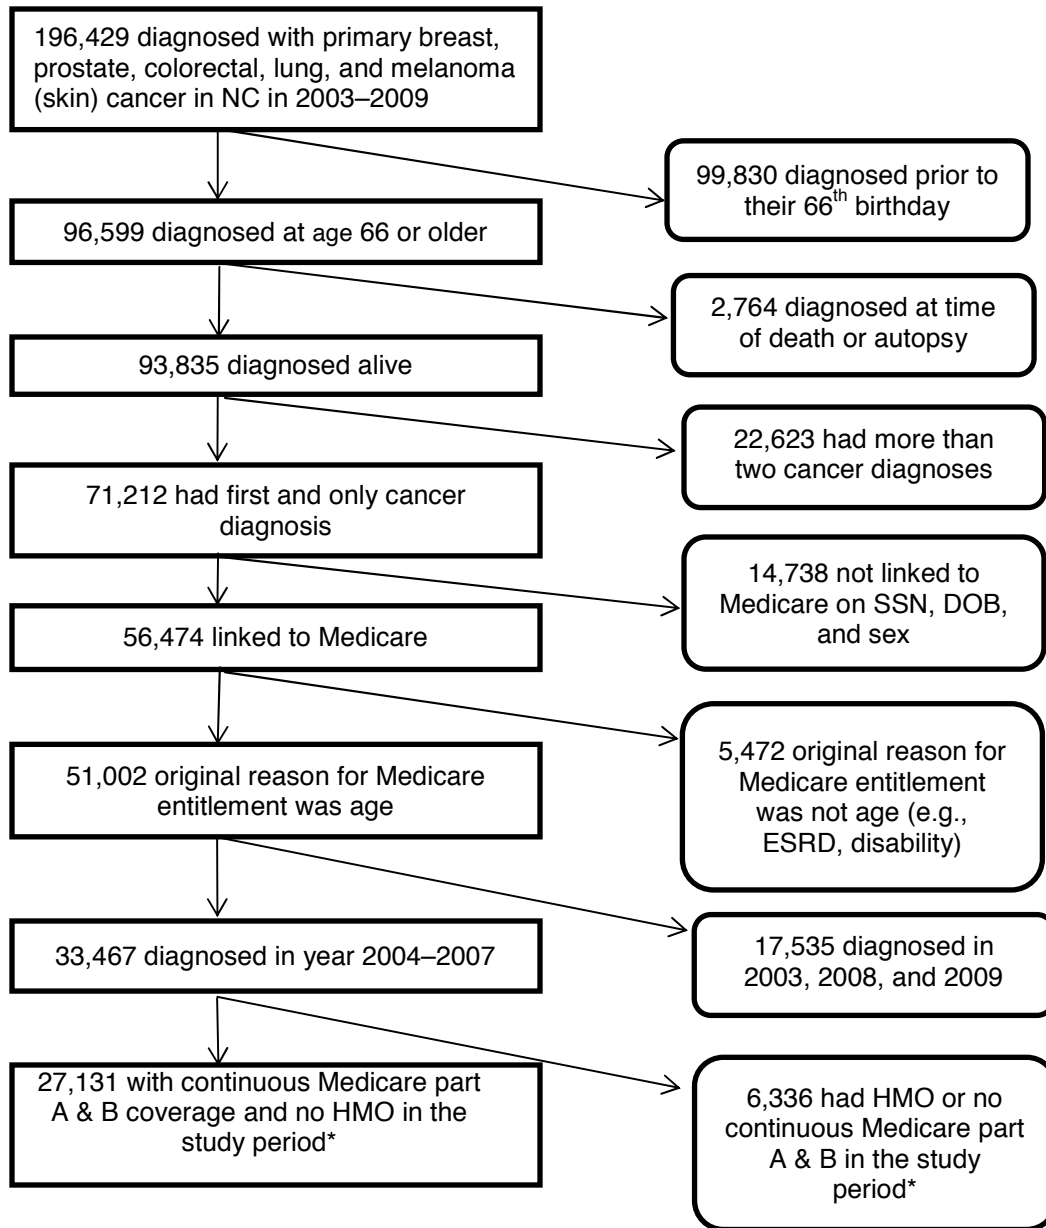 196,429 diagnosed with primary breast,
prostate, colorectal, lung, and melanoma
(skin) cancer in NC in 2003–2009
99,830 diagnosed prior to
their 66th birthday
96,599 diagnosed at age 66 or older
2,764 diagnosed at time
of death or autopsy
93,835 diagnosed alive
22,623 had more than
two cancer diagnoses
71,212 had first and only cancer
diagnosis
14,738 not linked to
Medicare on SSN, DOB,
and sex
56,474 linked to Medicare
5,472 original reason for
Medicare entitlement
was not age (e.g.,
ESRD, disability)
51,002 original reason for Medicare
entitlement was age
17,535 diagnosed in
2003, 2008, and 2009
33,467 diagnosed in year 2004–2007
27,131 with continuous Medicare part
A & B coverage and no HMO in the
study period*
6,336 had HMO or no
continuous Medicare part
A & B in the study
period*